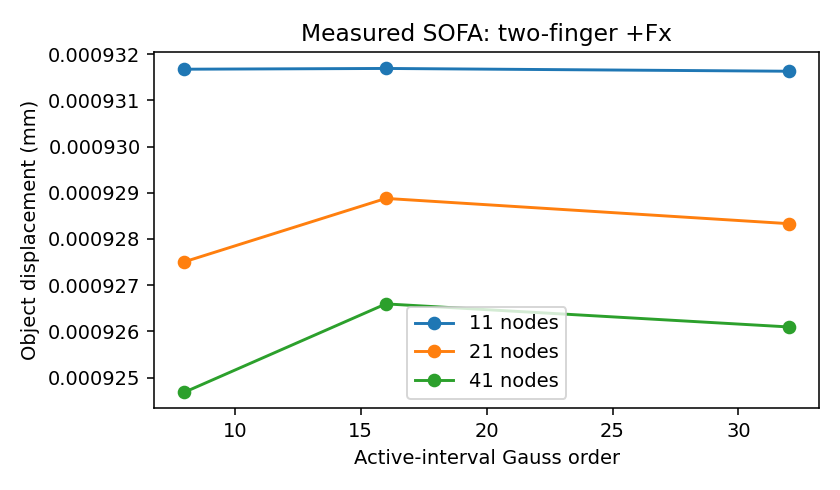 Measured SOFA: two-finger +Fx
Object displacement (mm)
0.000932
0.000931
0.000930
0.000929
0.000928
0.000927
0.000926
0.000925
11 nodes
21 nodes
41 nodes
10 15 20 25 30
Active-interval Gauss order